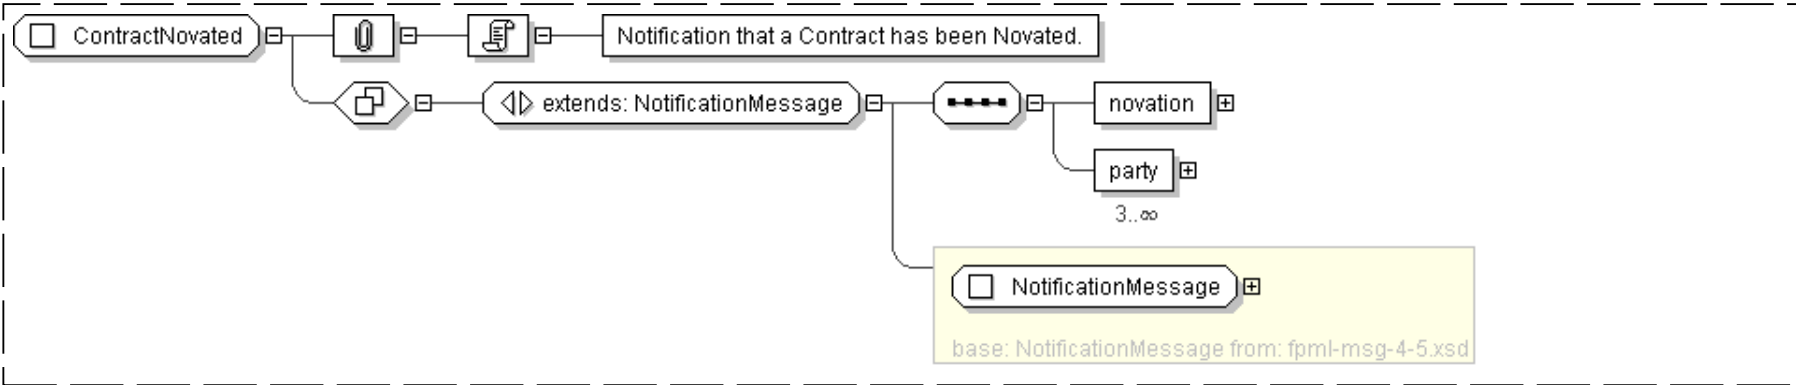 ContractNovated
Notification that a Contract has been Novated.
extends: NotificationMessage
novation
party
3..∞
NotificationMessage
base: NotificationMessage from: fpml-msg-4-5.xsd